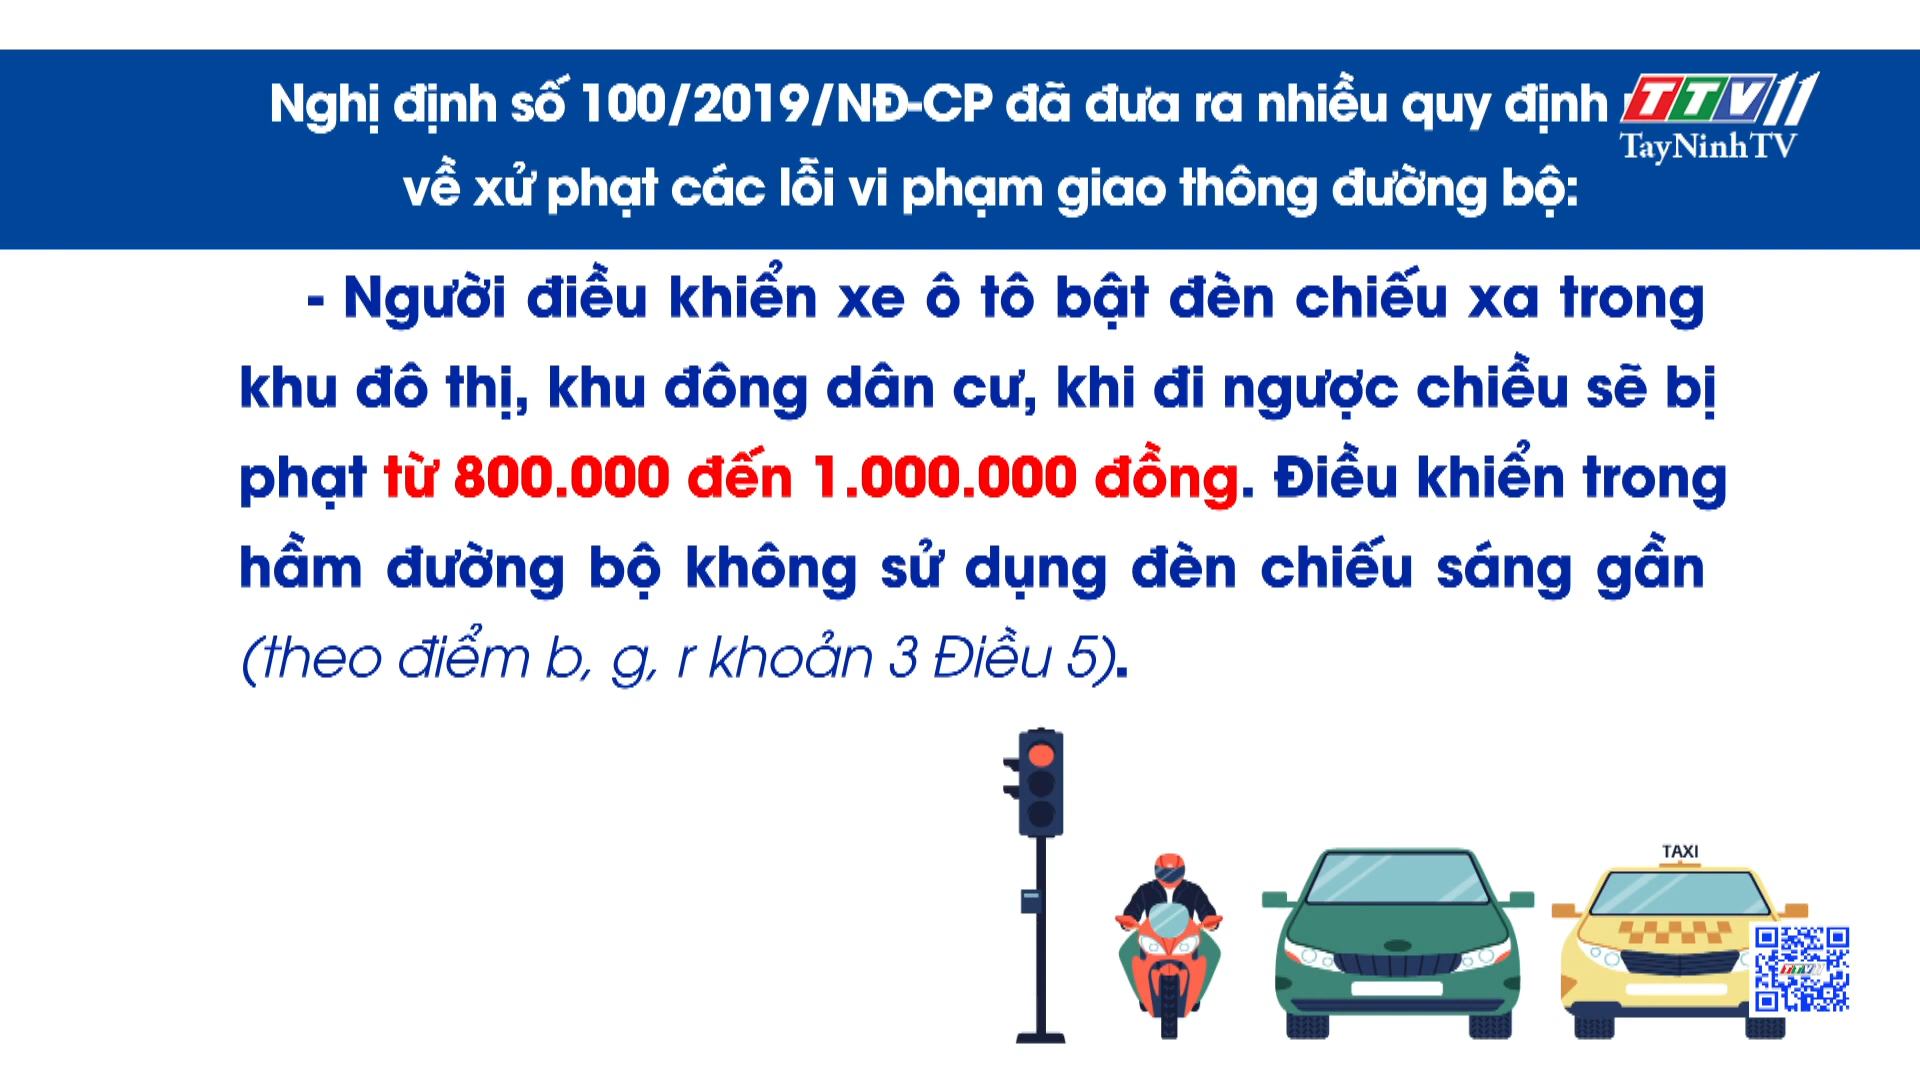 Nghị định số 100/2019/NĐ-CP đã đưa ra nhiều quy định
TTV11
TayNinhTV
về xử phạt các lỗi vi phạm giao thông đường bộ:
- Người điều khiển xe ô tô bật đèn chiếu xa trong
khu đô thị, khu đông dân cư, khi đi ngược chiều sẽ bị
phạt từ 800.000 đến 1.000.000 đồng. Điều khiển trong
hầm đường bộ không sử dụng đèn chiếu sáng gần
(theo điểm b, g, r khoản 3 Điều 5).
TAXI
TTV11